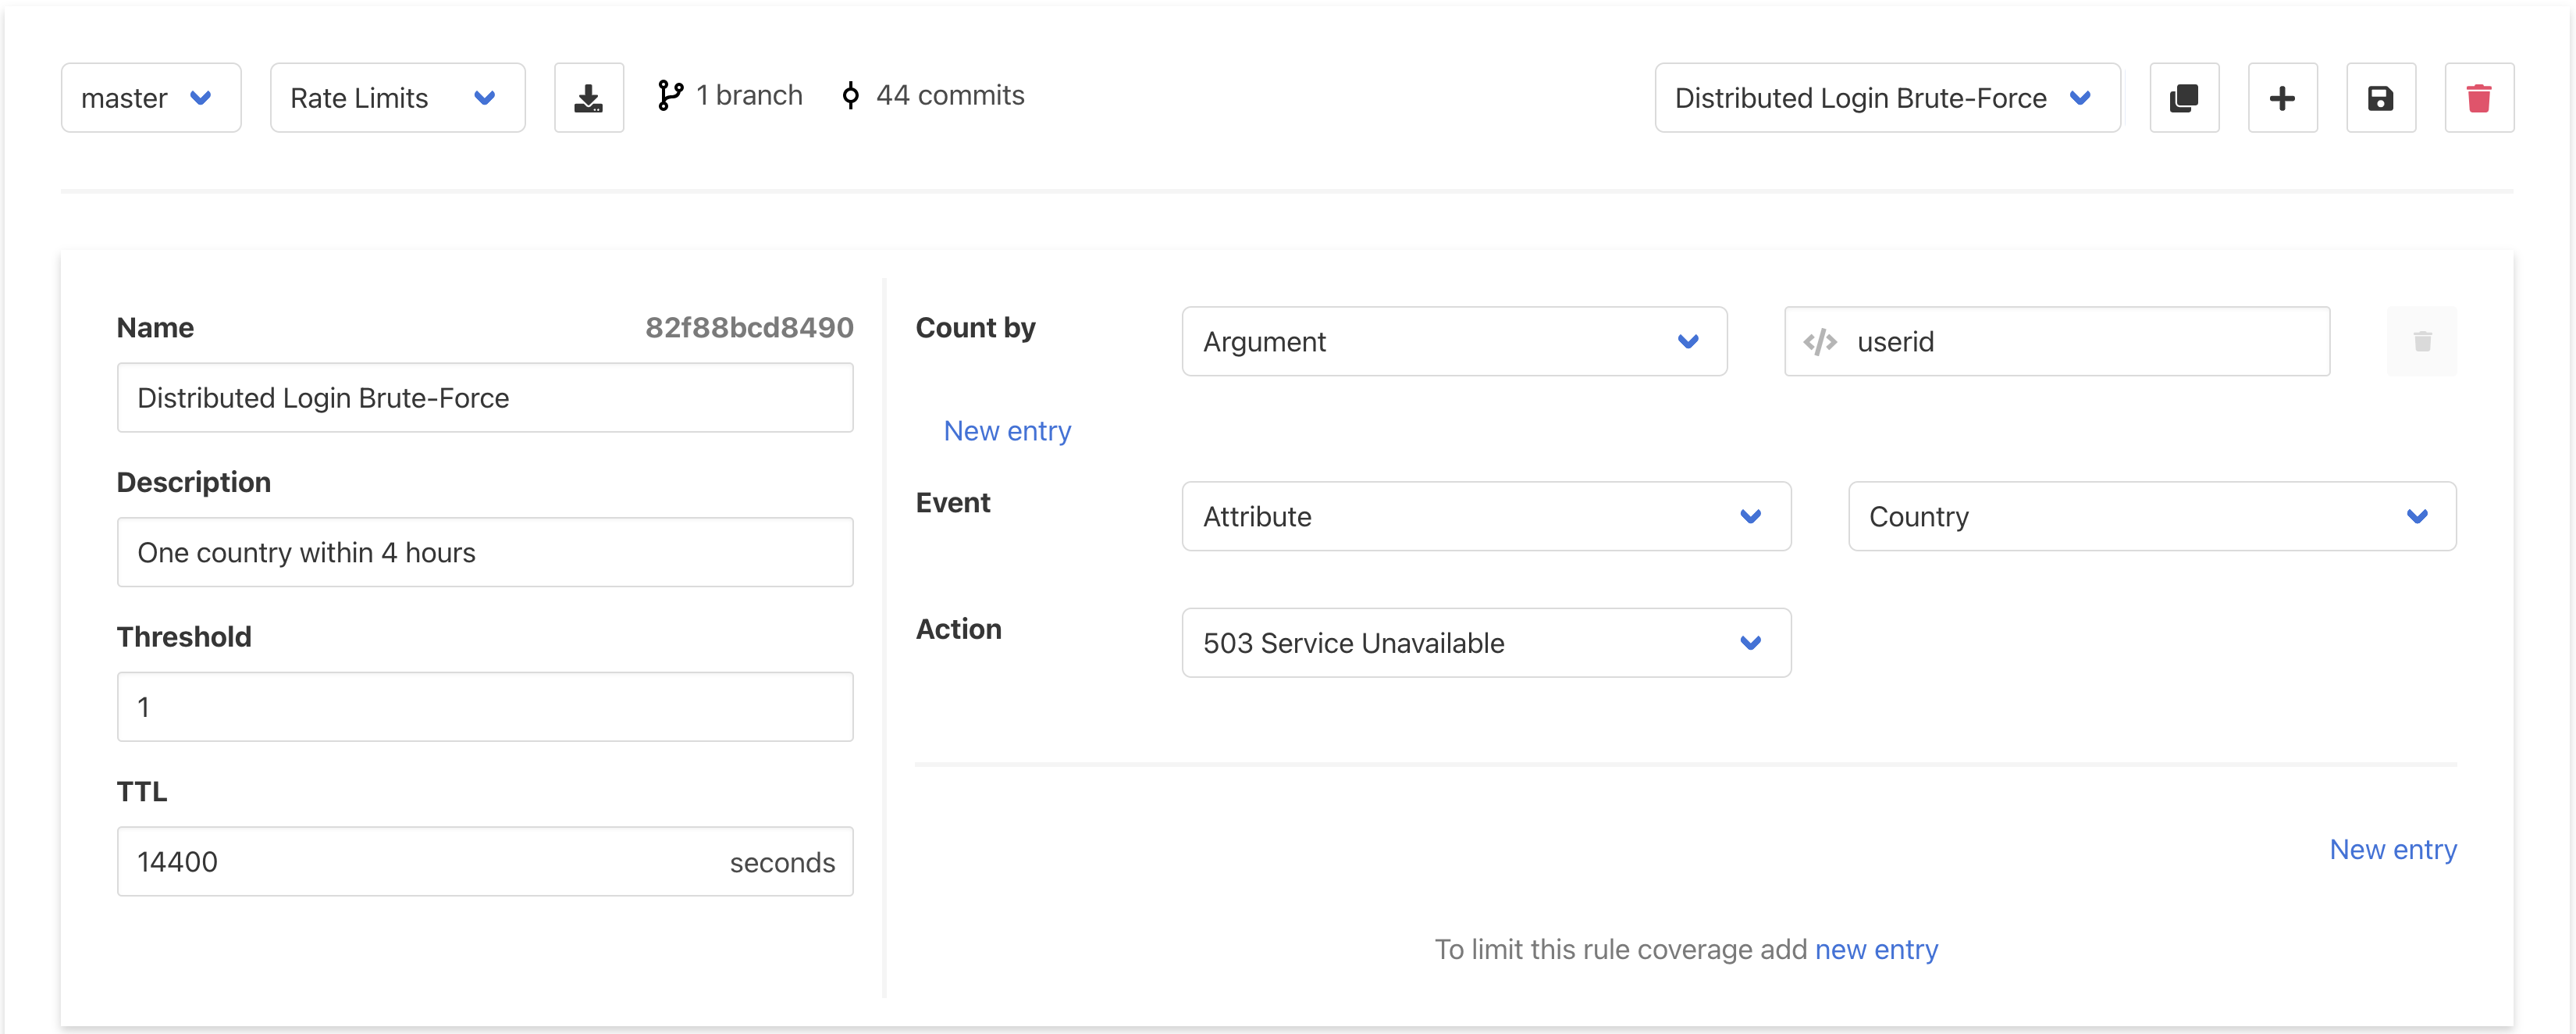 master
Rate Limits
1 branch
44 commits
Distributed Login Brute-Force
Name
82f88bcd8490
Distributed Login Brute-Force
Description
One country within 4 hours
Threshold
1
TTL
14400
seconds
Count by
Argument
</> userid
New entry
Event
Attribute
Country
Action
503 Service Unavailable
New entry
To limit this rule coverage add new entry